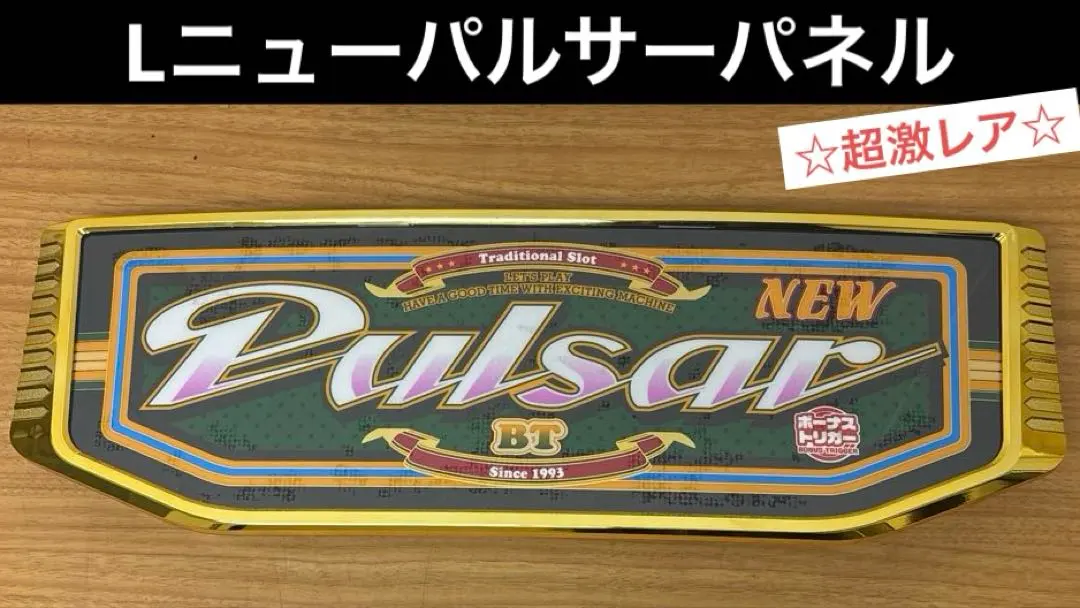 Lニューパルサーパネル
☆超激レア☆
Traditional Slot
LET'S PLAY
HAVE A GOOD TIME WITH EXCITING MACHINE
NEW
Pulsar
BT
ボーナス
トリガー
BONUS TRIGGER
Since 1993